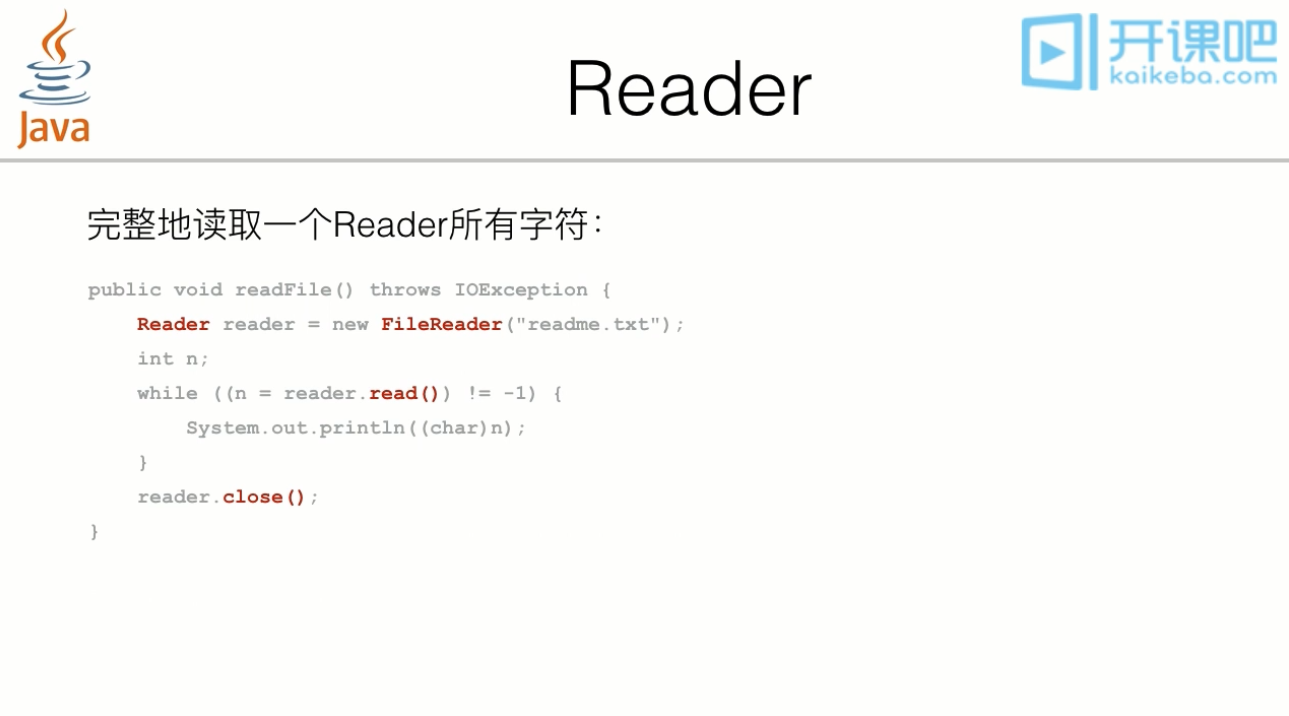 Java
Reader
开课吧
kaikeba.com
完整地读取一个Reader所有字符：
public void readFile() throws IOException {
    Reader reader = new FileReader("readme.txt");
    int n;
    while ((n = reader.read()) != -1) {
        System.out.println((char)n);
    }
    reader.close();
}